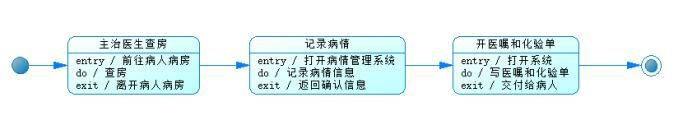 主治医生查房
entry / 前往病人病房
do / 查房
exit / 离开病人病房
记录病情
entry / 打开病情管理系统
do / 记录病情信息
exit / 返回确认信息
开医嘱和化验单
entry / 打开系统
do / 写医嘱和化验单
exit / 交付给病人